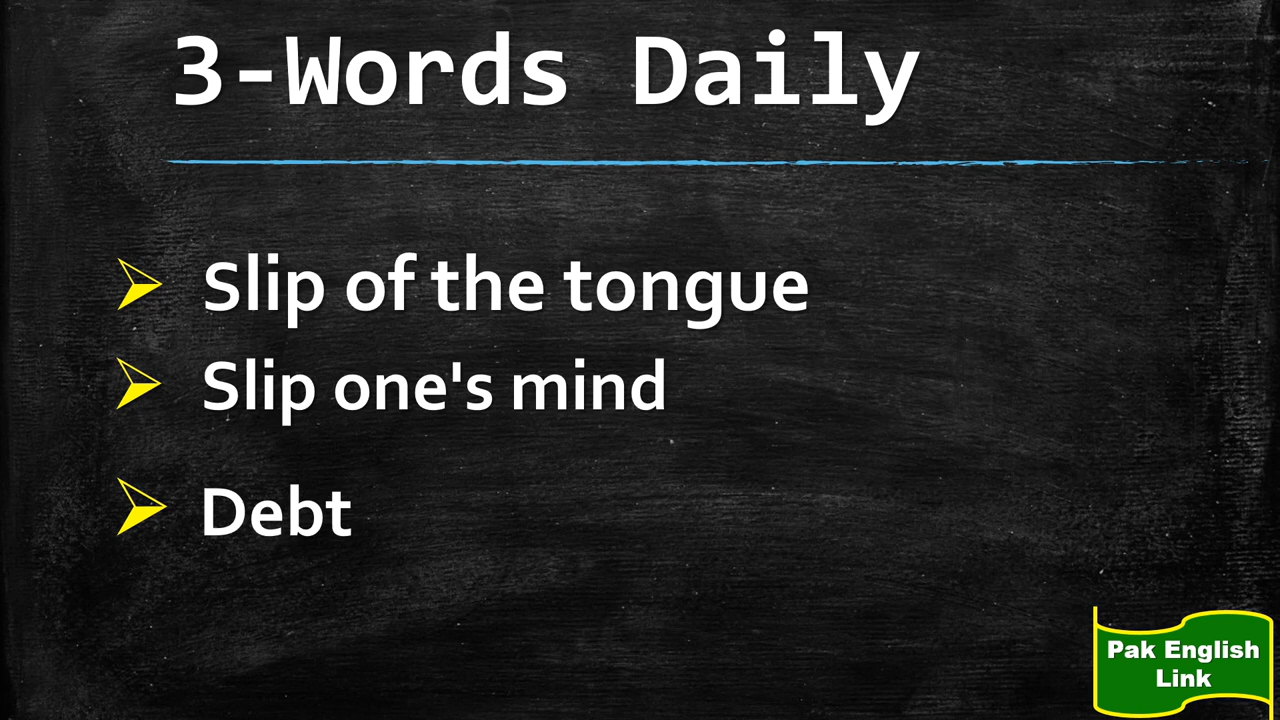 3-Words Daily
Slip of the tongue
Slip one's mind
Debt
Pak English
Link